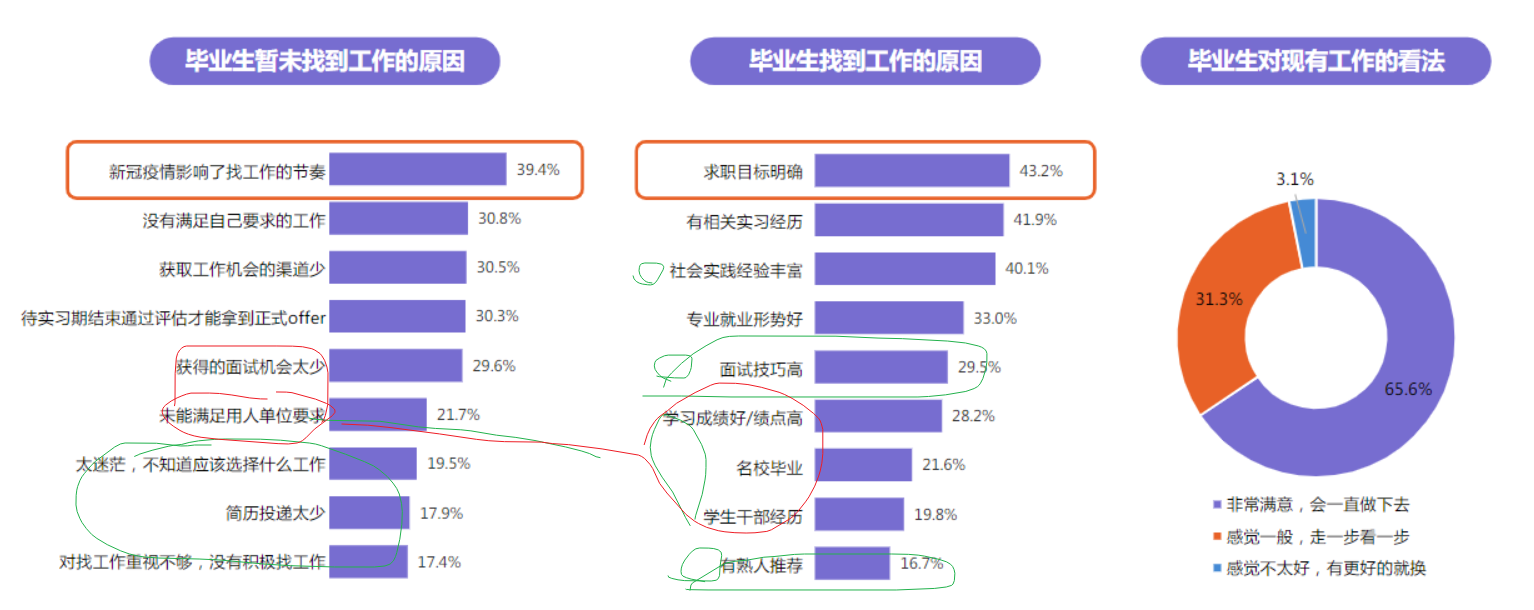 毕业生暂未找到工作的原因
新冠疫情影响了找工作的节奏 39.4%
没有满足自己要求的工作 30.8%
获取工作机会的渠道少 30.5%
待实习期结束通过评估才能拿到正式offer 30.3%
获得的面试机会太少 29.6%
未能满足用人单位要求 21.7%
太迷茫，不知道应该选择什么工作 19.5%
简历投递太少 17.9%
对找工作重视不够，没有积极找工作 17.4%
毕业生找到工作的原因
求职目标明确 43.2%
有相关实习经历 41.9%
社会实践经验丰富 40.1%
专业就业形势好 33.0%
面试技巧高 29.5%
学习成绩好/绩点高 28.2%
名校毕业 21.6%
学生干部经历 19.8%
有熟人推荐 16.7%
毕业生对现有工作的看法
3.1%
31.3%
65.6%
非常满意，会一直做下去
感觉一般，走一步看一步
感觉不太好，有更好的就换